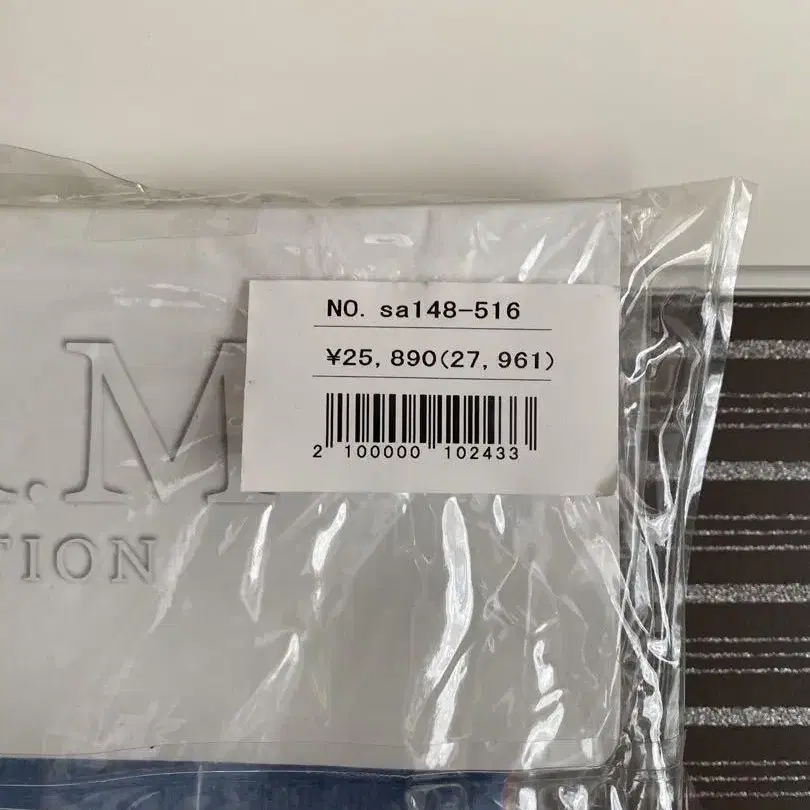 NO. sa148-516
¥25, 890(27, 961)
2 100000 102433
.M
TION